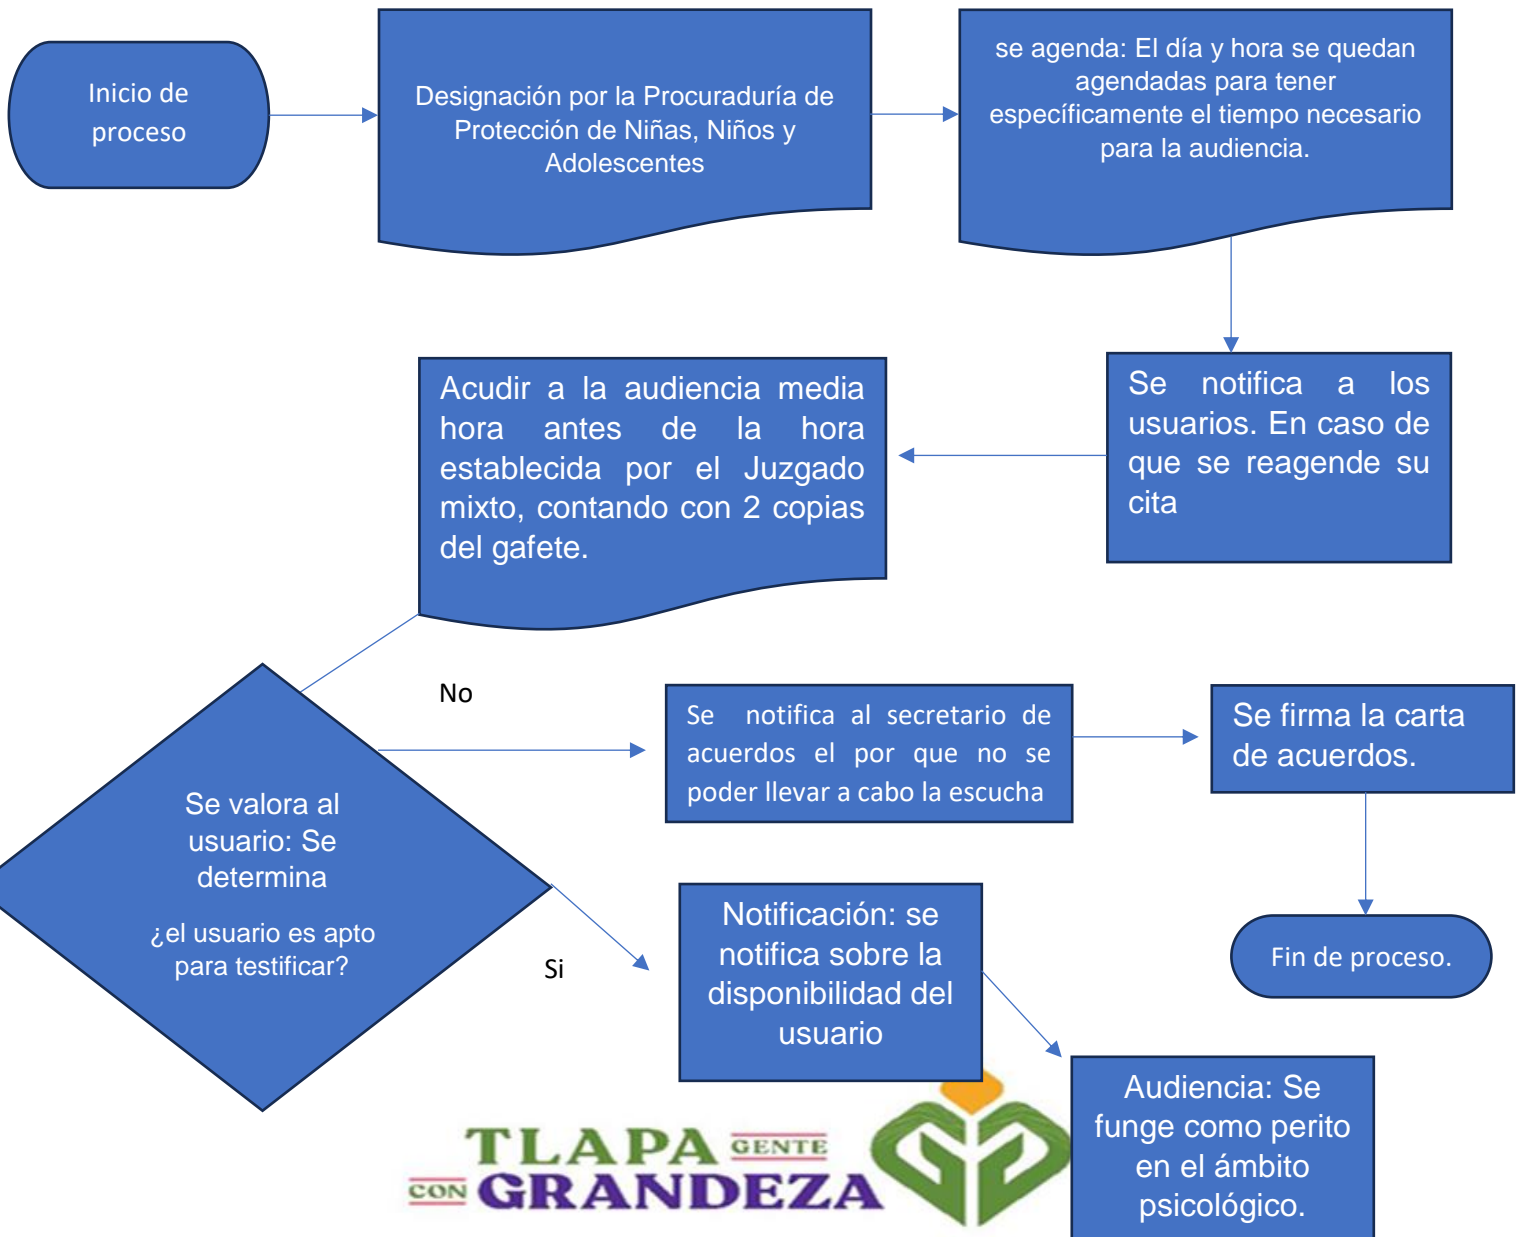 Inicio de
proceso
Designación por la Procuraduría de
Protección de Niñas, Niños y
Adolescentes
se agenda: El día y hora se quedan
agendadas para tener
específicamente el tiempo necesario
para la audiencia.
Se notifica a los
usuarios. En caso de
que se reagende su
cita
Acudir a la audiencia media
hora antes de la hora
establecida por el Juzgado
mixto, contando con 2 copias
del gafete.
Se valora al
usuario: Se
determina
¿el usuario es apto
para testificar?
No
Se notifica al secretario de
acuerdos el por que no se
poder llevar a cabo la escucha
Se firma la carta
de acuerdos.
Fin de proceso.
Si
Notificación: se
notifica sobre la
disponibilidad del
usuario
Audiencia: Se
funge como perito
en el ámbito
psicológico.
TLAPA GENTE
CON GRANDEZA